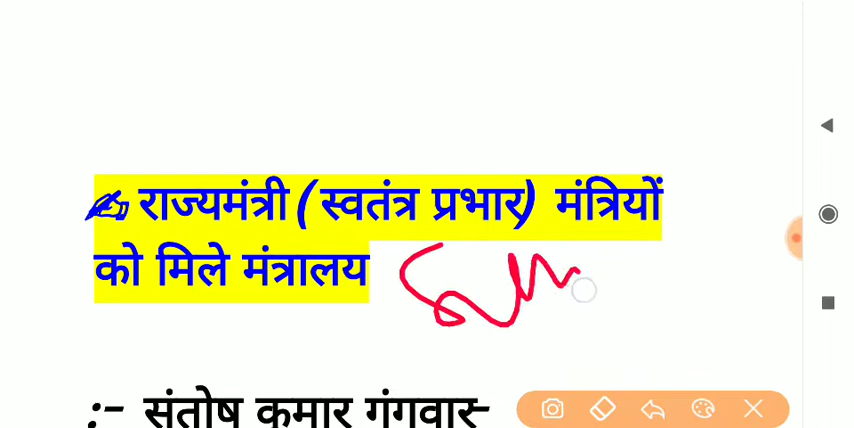 ✍ राज्यमंत्री (स्वतंत्र प्रभार) मंत्रियों
को मिले मंत्रालय
:- संतोष कुमार गंगवार-